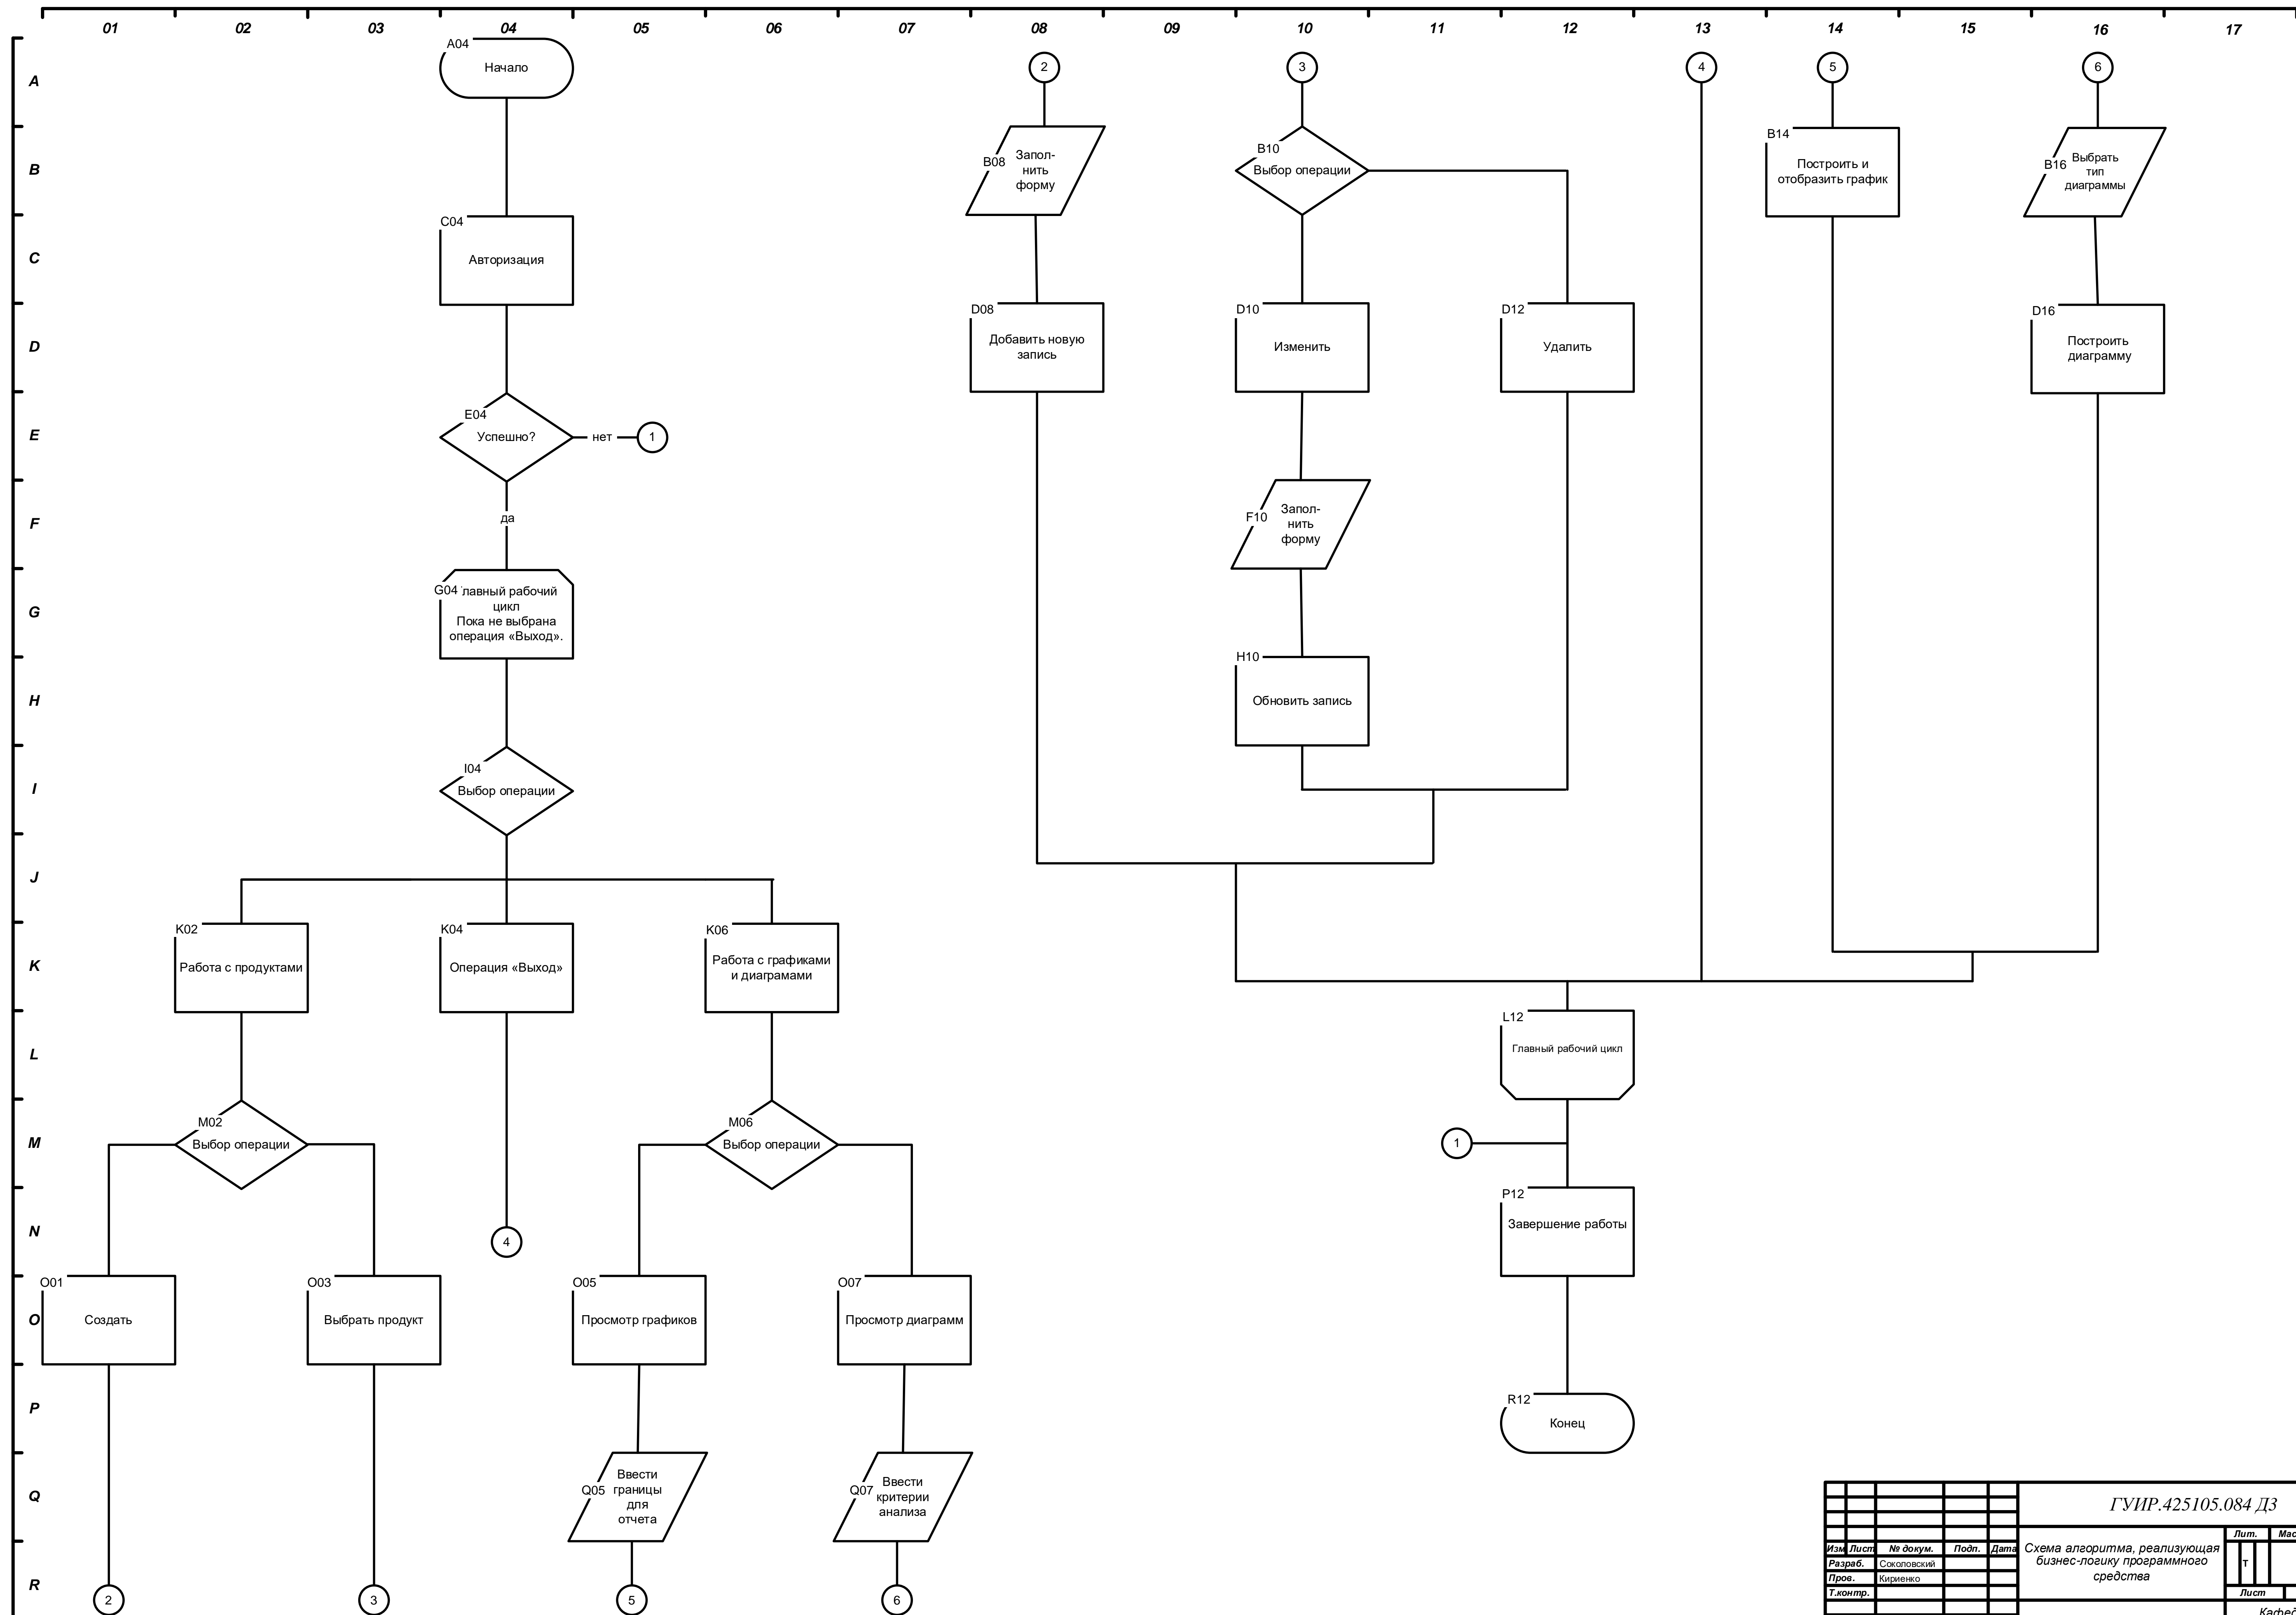 01 02 03 04 05 06 07 08 09 10 11 12 13 14 15 16 17
A
B
C
D
E
F
G
H
I
J
K
L
M
N
O
P
Q
R
A04
Начало
C04
Авторизация
E04
Успешно?
нет
1
да
G04
лавный рабочий
цикл
Пока не выбрана
операция «Выход».
I04
Выбор операции
K02
Работа с продуктами
K04
Операция «Выход»
K06
Работа с графиками
и диаграмами
M02
Выбор операции
M06
Выбор операции
4
O01
Создать
O03
Выбрать продукт
O05
Просмотр графиков
O07
Просмотр диаграмм
Q05
Ввести
границы
для
отчета
Q07
Ввести
критерии
анализа
2
3
5
6
2
B08
Запол-
нить
форму
D08
Добавить новую
запись
3
B10
Выбор операции
D10
Изменить
D12
Удалить
F10
Запол-
нить
форму
H10
Обновить запись
4
5
B14
Построить и
отобразить график
6
B16
Выбрать
тип
диаграммы
D16
Построить
диаграмму
L12
Главный рабочий цикл
1
P12
Завершение работы
R12
Конец
ГУИР.425105.084 Д3
Изм Лист № докум. Подп. Дата
Разраб. Соколовский
Пров. Кириенко
Т.контр.
Схема алгоритма, реализующая
бизнес-логику программного
средства
Лит. Мас
Т
Лист
Кафед